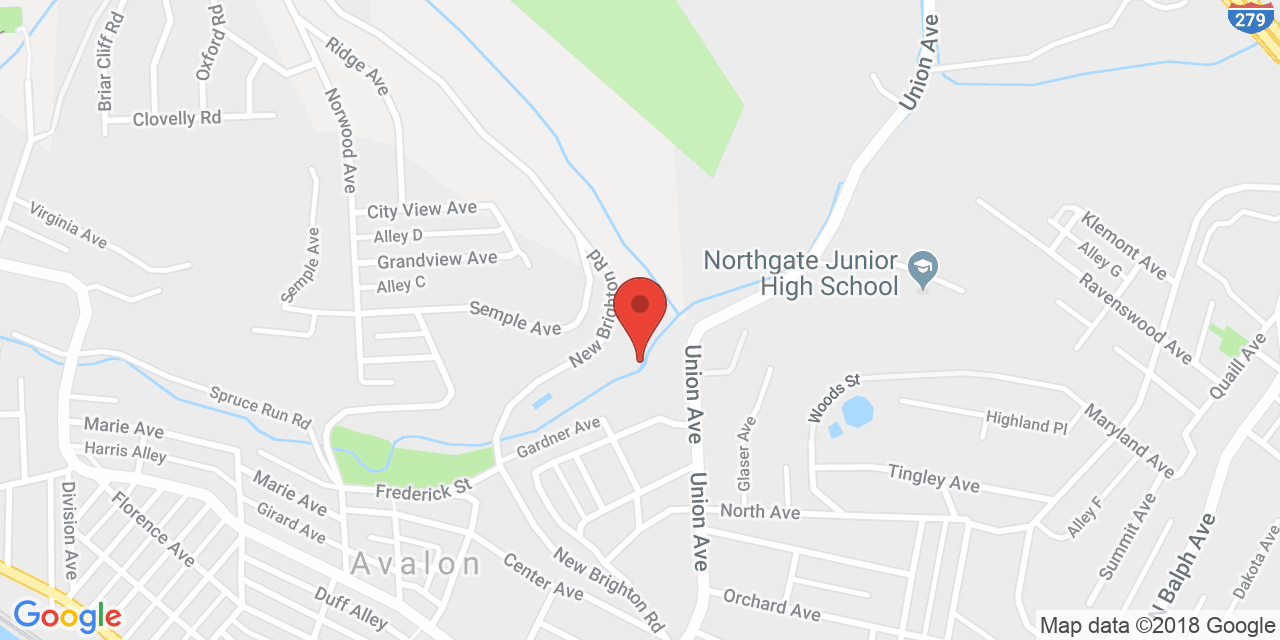 279
Briar Cliff Rd
Oxford Rd
Ridge Ave
Union Ave
Clovelly Rd
Norwood Ave
Virginia Ave
City View Ave
Alley D
Grandview Ave
Alley C
Semple Ave
Semple Ave
New Brighton Rd
Northgate Junior
High School
Klemont Ave
Alley G
Ravenswood Ave
Quaill Ave
Union Ave
Woods St
Spruce Run Rd
Marie Ave
Harris Alley
Gardner Ave
Glaser Ave
Highland Pl
Maryland Ave
Tingley Ave
Division Ave
Florence Ave
Marie Ave
Girard Ave
Frederick St
Union Ave
North Ave
Alley F
Summit Ave
N Balph Ave
Dakota Ave
Avalon
Center Ave
New Brighton Rd
Duff Alley
Orchard Ave
Google
Map data ©2018 Google